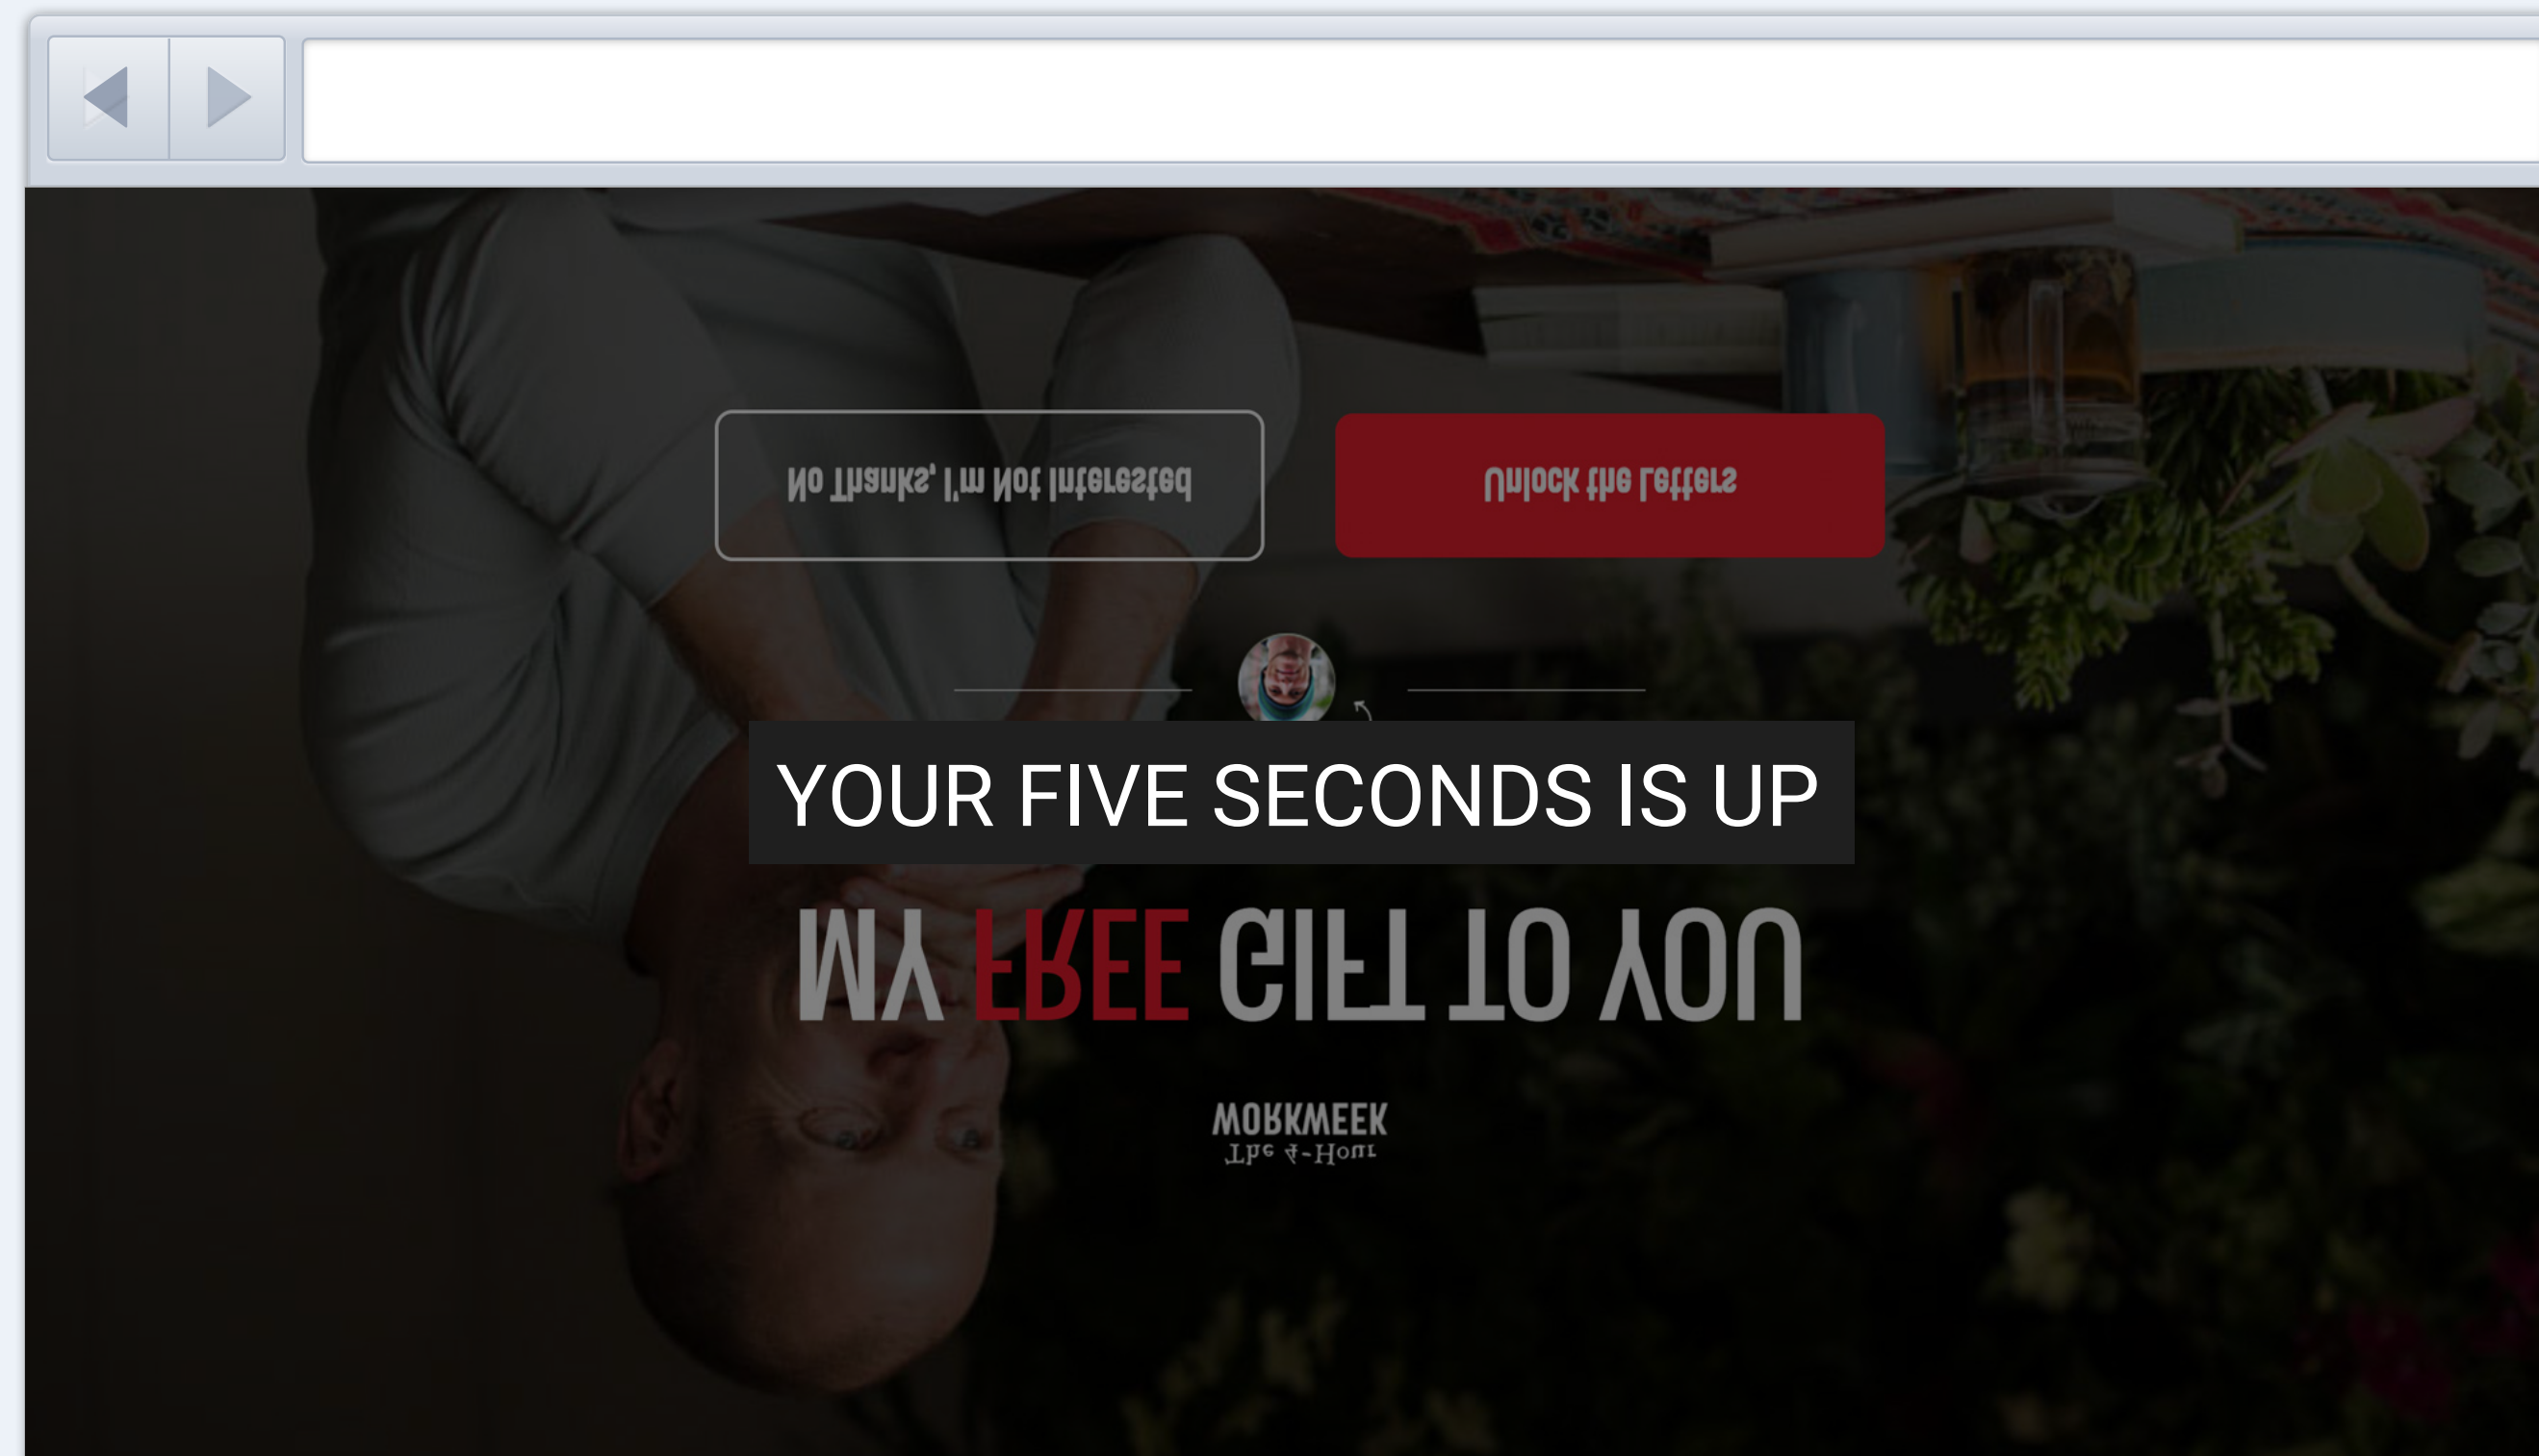 No Thanks, I'm Not Interested
Unlock the Letters
YOUR FIVE SECONDS IS UP
MY FREE GIFT TO YOU
WORKWEEK
The 4-Hour